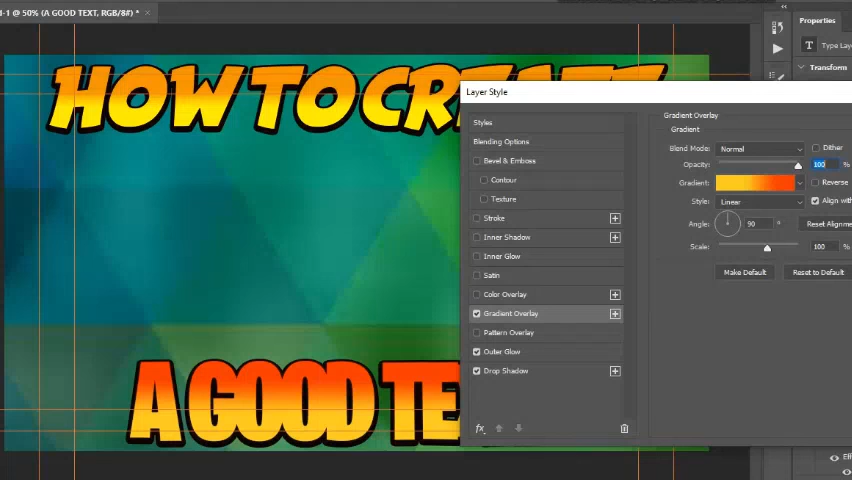 l-1 @ 50% (A GOOD TEXT, RGB/8#) *
Properties
T Type Laye
Transform
HOW TO CREATE
Layer Style
Styles
Blending Options
Bevel & Emboss
Contour
Texture
Stroke
Inner Shadow
Inner Glow
Satin
Color Overlay
Gradient Overlay
Pattern Overlay
Outer Glow
Drop Shadow
fx
Gradient Overlay
Gradient
Blend Mode: Normal Dither
Opacity: 100 %
Gradient: Reverse
Style: Linear Align with
Angle: 90 ° Reset Alignme
Scale: 100 %
Make Default Reset to Default
A GOOD TE
Effe